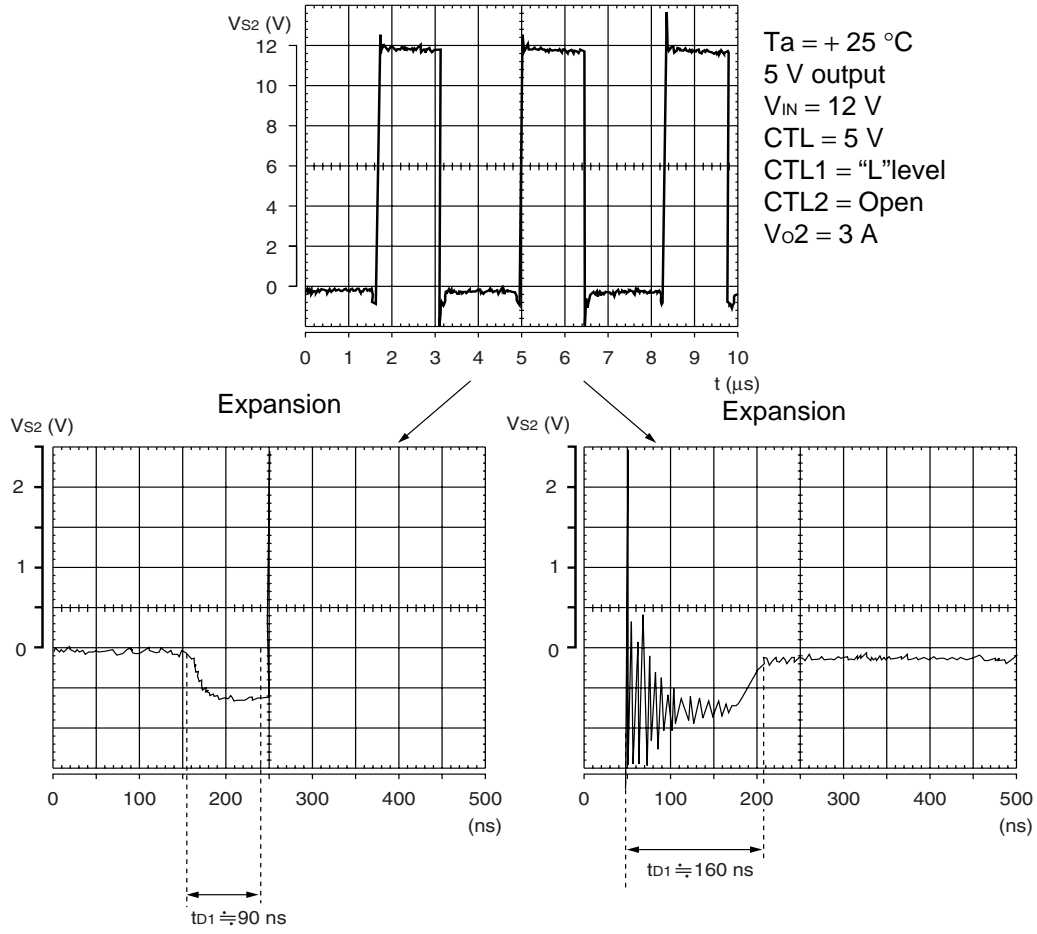 VS2 (V)
12
10
8
6
4
2
0
0 1 2 3 4 5 6 7 8 9 10
t (μs)
Ta = + 25 °C
5 V output
VIN = 12 V
CTL = 5 V
CTL1 = “L”level
CTL2 = Open
VO2 = 3 A
Expansion
VS2 (V)
2
1
0
0 100 200 300 400 500
(ns)
tD1 ≒ 90 ns
Expansion
VS2 (V)
2
1
0
0 100 200 300 400 500
(ns)
tD1 ≒ 160 ns